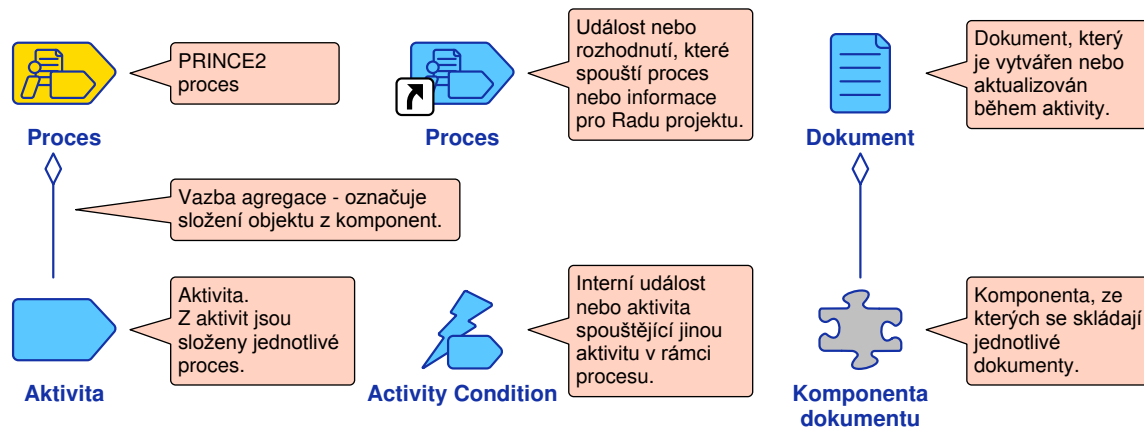 PRINCE2
proces
Proces
Událost nebo
rozhodnutí, které
spouští proces
nebo informace
pro Radu projektu.
Proces
Dokument, který
je vytvářen nebo
aktualizován
během aktivity.
Dokument
Vazba agregace - označuje
složení objektu z komponent.
Aktivita.
Z aktivit jsou
složeny jednotlivé
proces.
Aktivita
Interní událost
nebo aktivita
spouštějící jinou
aktivitu v rámci
procesu.
Activity Condition
Komponenta, ze
kterých se skládají
jednotlivé
dokumenty.
Komponenta
dokumentu